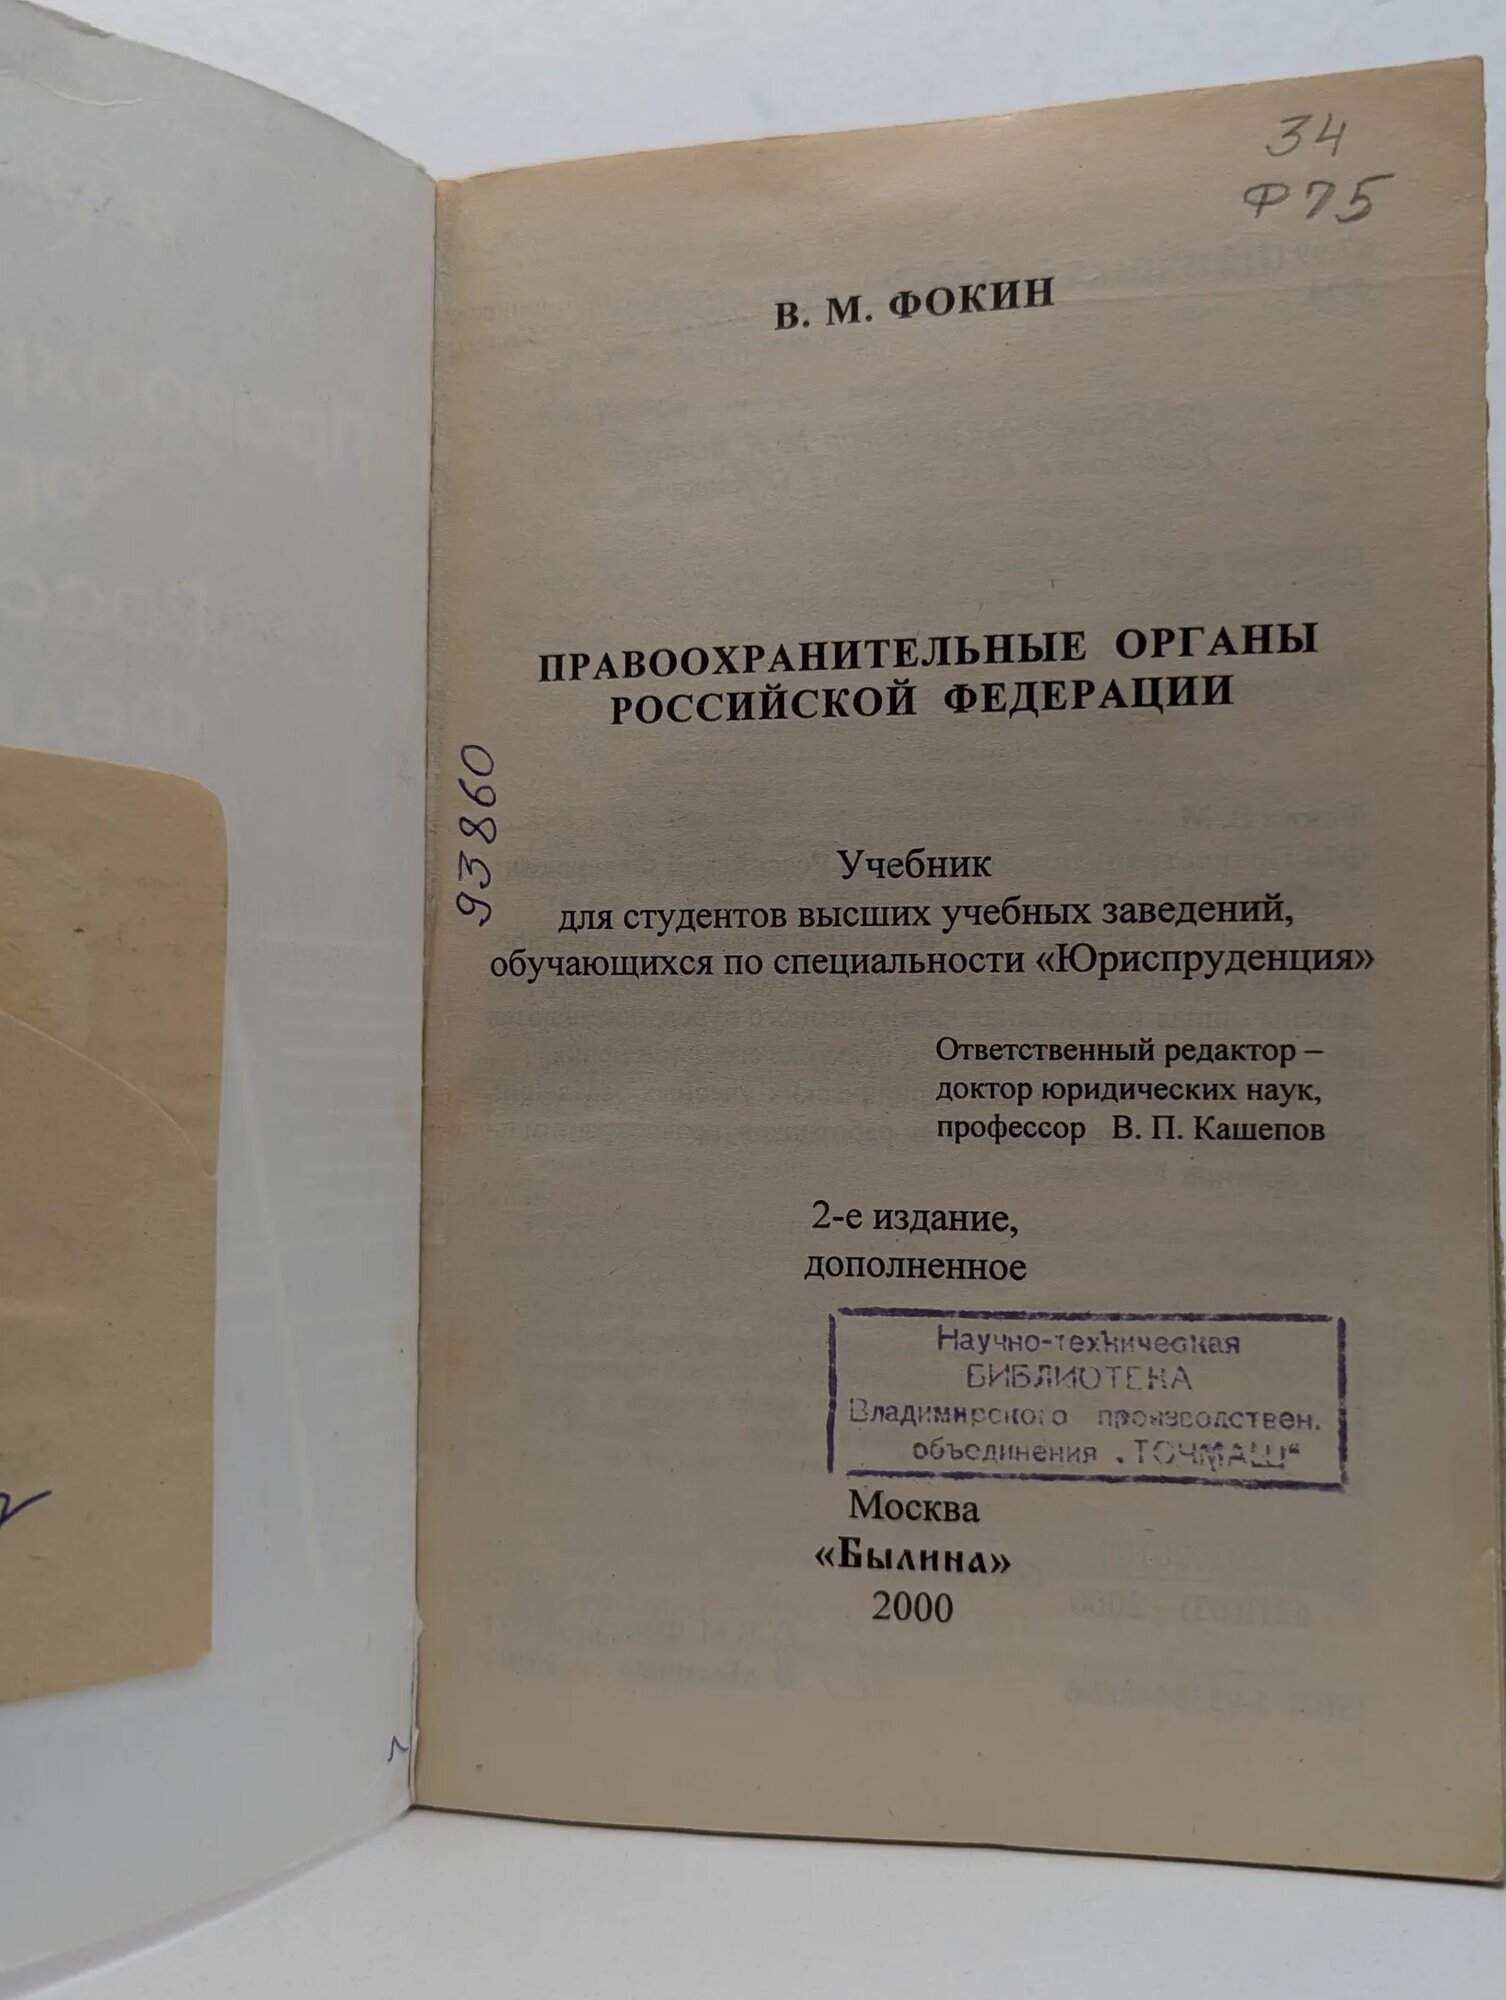 34
Ф75
В. М. ФОКИН
ПРАВООХРАНИТЕЛЬНЫЕ ОРГАНЫ
РОССИЙСКОЙ ФЕДЕРАЦИИ
93860
Учебник
для студентов высших учебных заведений,
обучающихся по специальности «Юриспруденция»
Ответственный редактор –
доктор юридических наук,
профессор В. П. Кашепов
2-е издание,
дополненное
Научно-техническая
БИБЛИОТЕКА
Владимирского производствен.
объединения „ТОЧМАШ“
Москва
«Былина»
2000